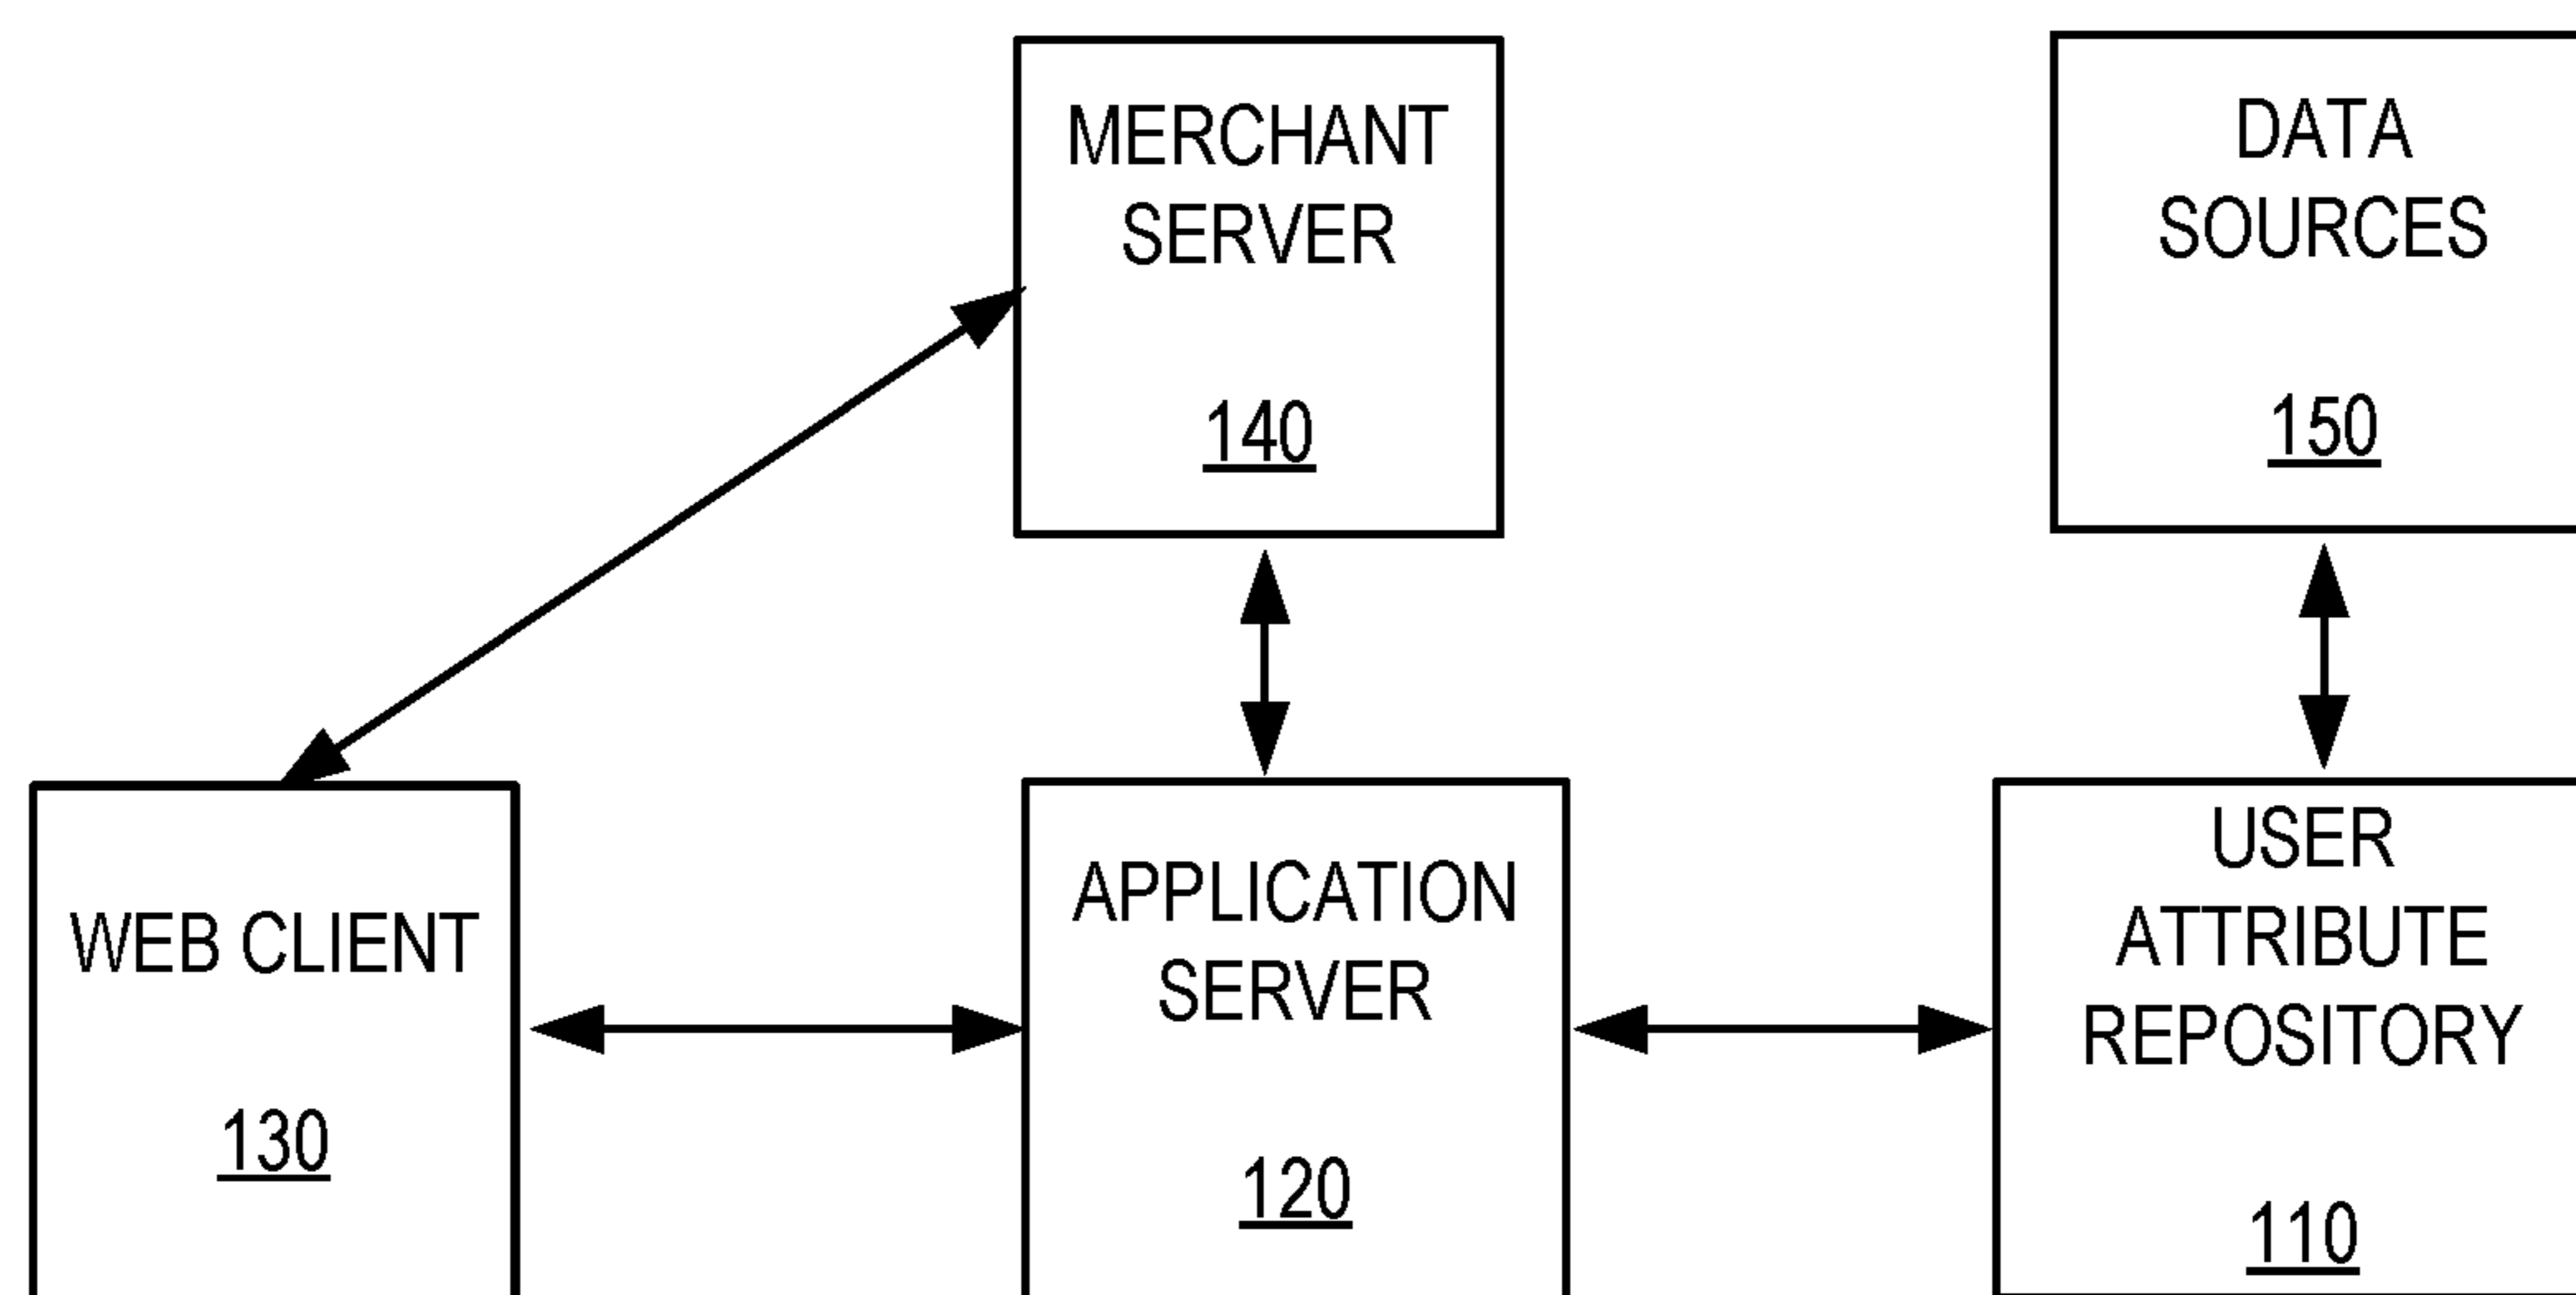 MERCHANT
SERVER
140
DATA
SOURCES
150
WEB CLIENT
130
APPLICATION
SERVER
120
USER
ATTRIBUTE
REPOSITORY
110